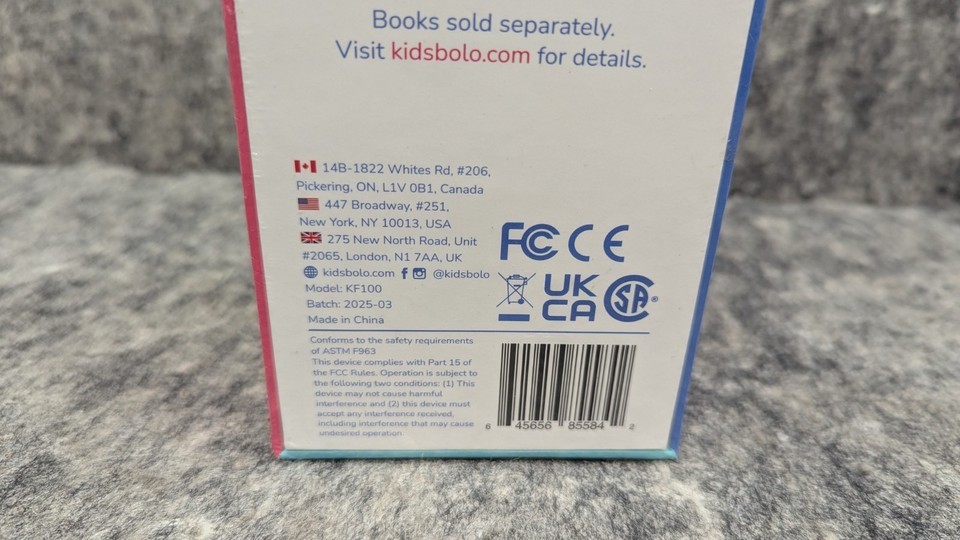 Books sold separately.
Visit kidsbolo.com for details.
14B-1822 Whites Rd, #206,
Pickering, ON, L1V 0B1, Canada
447 Broadway, #251,
New York, NY 10013, USA
275 New North Road, Unit
#2065, London, N1 7AA, UK
kidsbolo.com @kidsbolo
Model: KF100
Batch: 2025-03
Made in China
FC CE
UK
CA
SA®
Conforms to the safety requirements
of ASTM F963
This device complies with Part 15 of
the FCC Rules. Operation is subject to
the following two conditions: (1) This
device may not cause harmful
interference and (2) this device must
accept any interference received,
including interference that may cause
undesired operation.
6 45656 85584 2